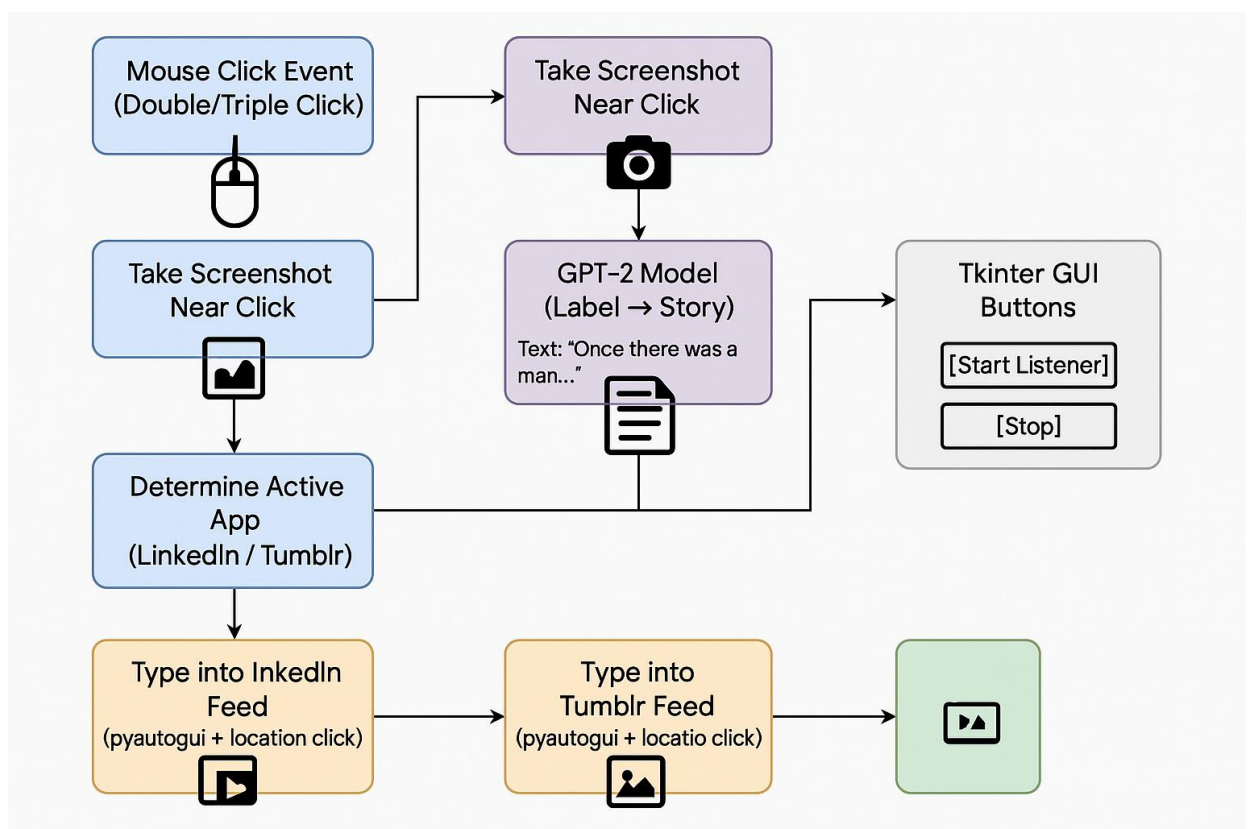 Mouse Click Event
(Double/Triple Click)
Take Screenshot
Near Click
Take Screenshot
Near Click
GPT-2 Model
(Label → Story)
Text: “Once there was a
man...”
Tkinter GUI
Buttons
[Start Listener]
[Stop]
Determine Active
App
(LinkedIn / Tumblr)
Type into InkedIn
Feed
(pyautogui + location click)
Type into
Tumblr Feed
(pyautogui + locatio click)